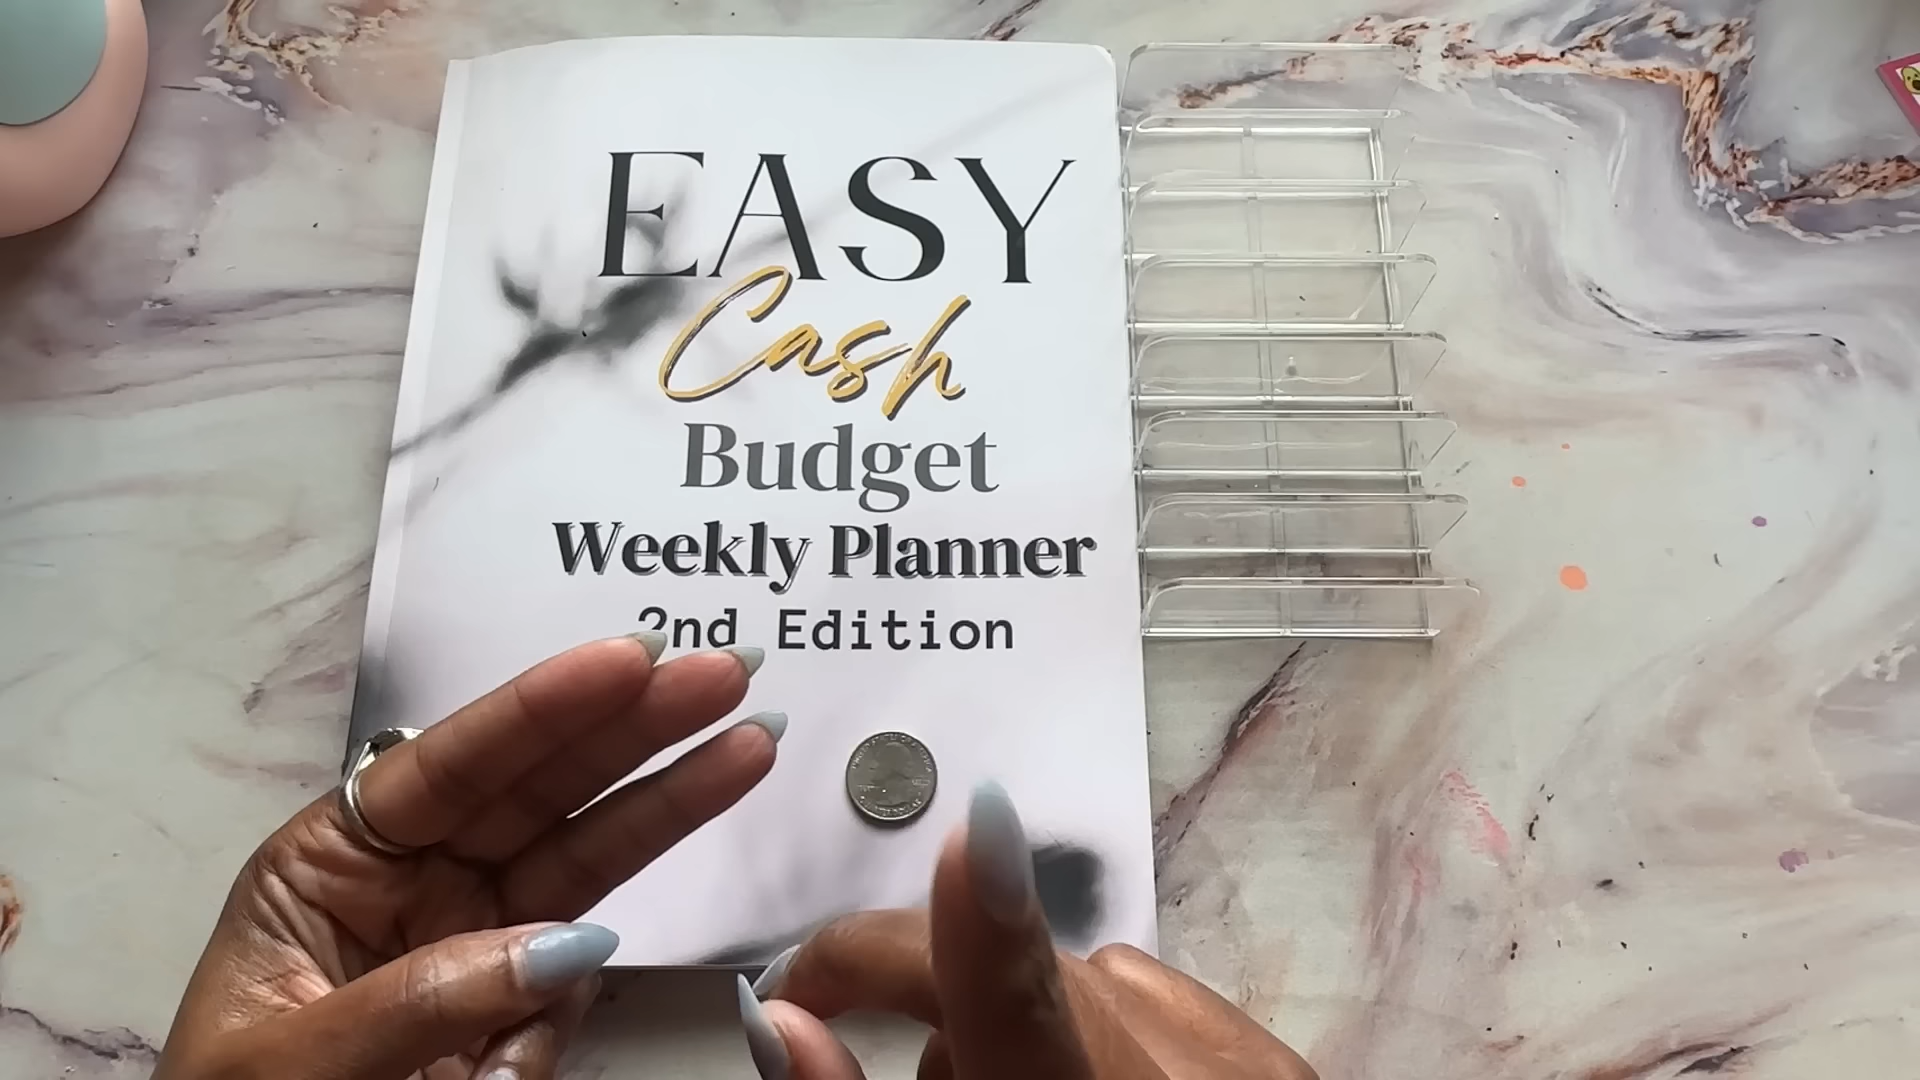 EASY
Cash
Budget
Weekly Planner
2nd Edition